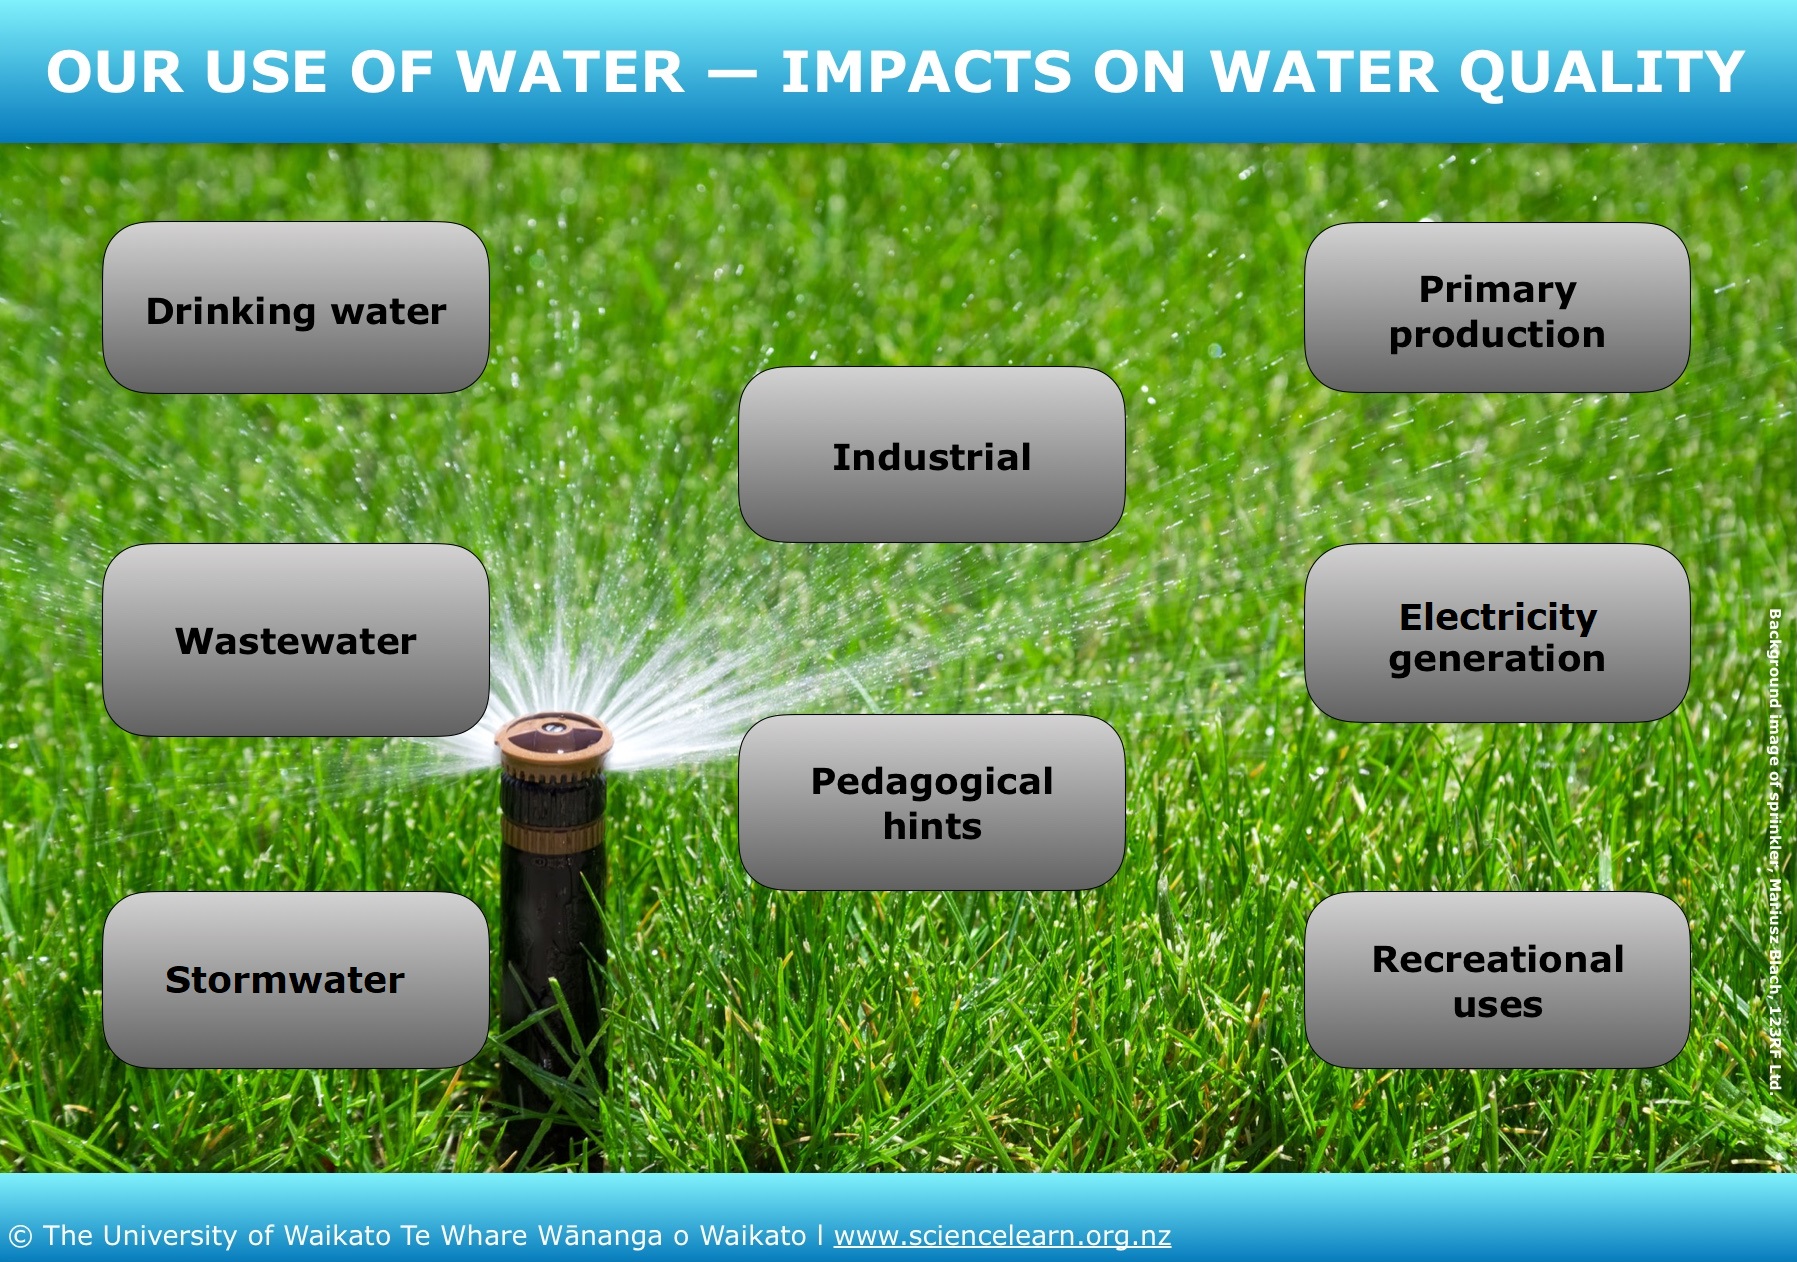 OUR USE OF WATER — IMPACTS ON WATER QUALITY
Drinking water
Primary
production
Industrial
Wastewater
Electricity
generation
Pedagogical
hints
Stormwater
Recreational
uses
Background image of sprinkler, Mariusz Blach, 123RF Ltd.
© The University of Waikato Te Whare Wānanga o Waikato l www.sciencelearn.org.nz